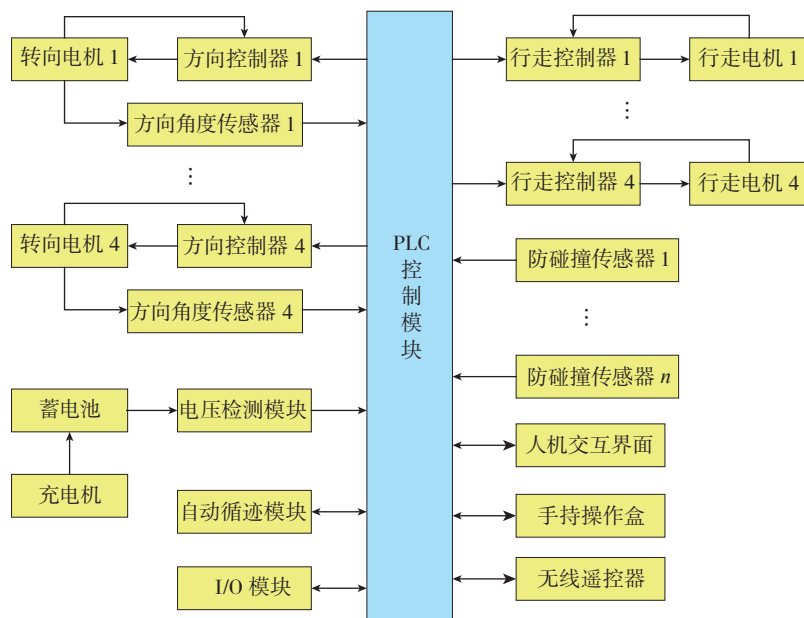 转向电机 1
方向控制器 1
方向角度传感器 1
⋮
转向电机 4
方向控制器 4
方向角度传感器 4
蓄电池
电压检测模块
充电机
自动循迹模块
I/O 模块
PLC
控
制
模
块
行走控制器 1
行走电机 1
⋮
行走控制器 4
行走电机 4
防碰撞传感器 1
⋮
防碰撞传感器 n
人机交互界面
手持操作盒
无线遥控器